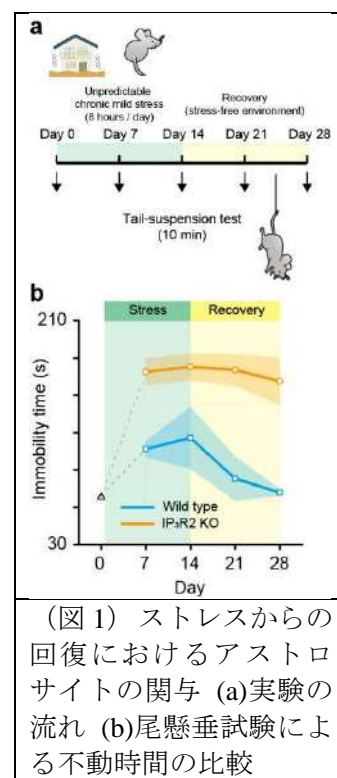 a
Unpredictable
chronic mild stress
(8 hours / day)
Recovery
(stress-free environment)
Day 0 Day 7 Day 14 Day 21 Day 28
Tail-suspension test
(10 min)
b
Stress Recovery
210
Immobility time (s)
30
Wild type
IP₃R2 KO
0 7 14 21 28
Day
（図 1）ストレスからの
回復におけるアストロ
サイトの関与 (a)実験の
流れ (b)尾懸垂試験によ
る不動時間の比較